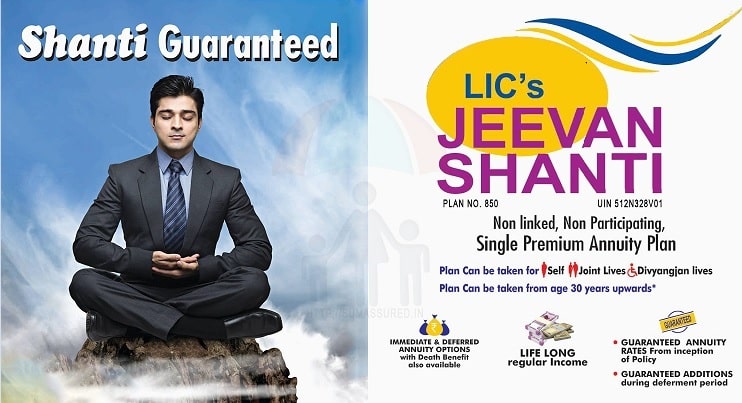 Shanti Guaranteed
LIC's
JEEVAN
SHANTI
PLAN NO. 850 UIN 512N328V01
Non linked, Non Participating,
Single Premium Annuity Plan
Plan Can be taken for Self Joint Lives Divyangjan lives
Plan Can be taken from age 30 years upwards*
IMMEDIATE & DEFERRED
ANNUITY OPTIONS
with Death Benefit
also available
LIFE LONG
regular Income
GUARANTEED
• GUARANTEED ANNUITY
RATES From inception
of Policy
• GUARANTEED ADDITIONS
during deferment period